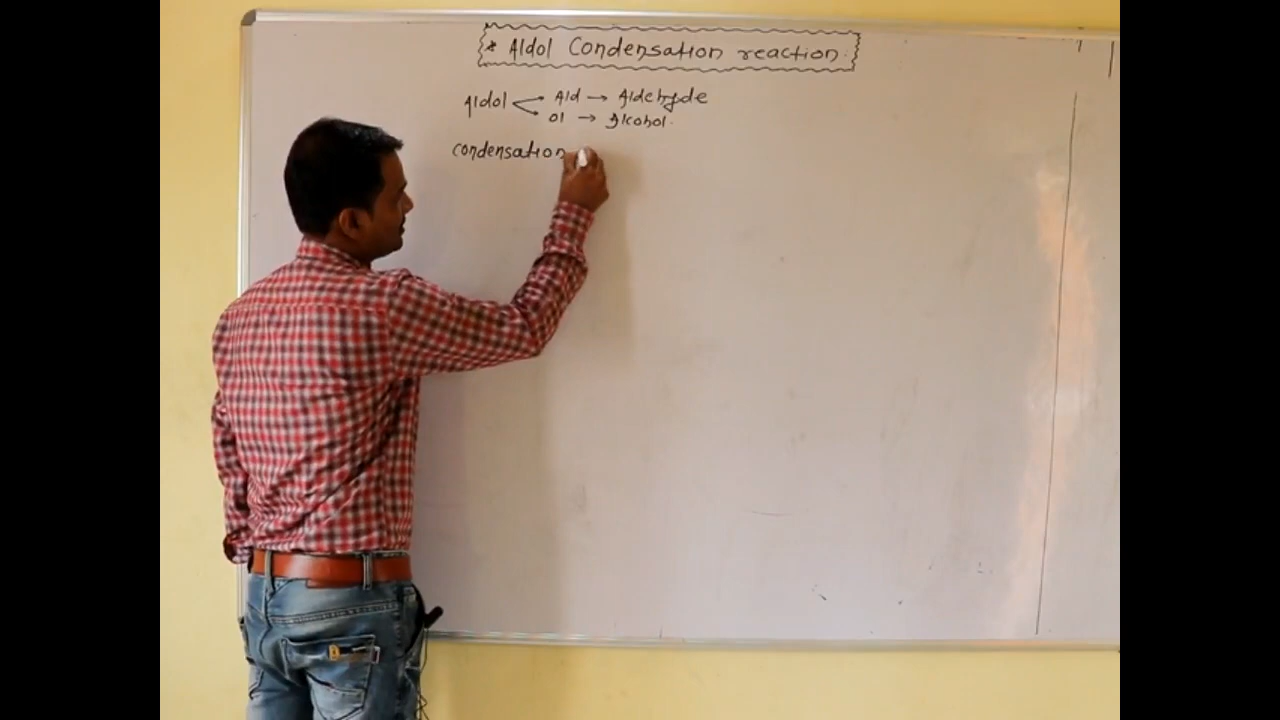 * Aldol Condensation reaction.
Aldol
Ald → Aldehyde
ol → Alcohol.
condensation